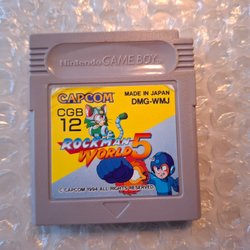 Nintendo GAME BOY
CAPCOM
CGB
12
MADE IN JAPAN
DMG-WMJ
ROCKMAN
WORLD 5
© CAPCOM 1994 ALL RIGHTS RESERVED